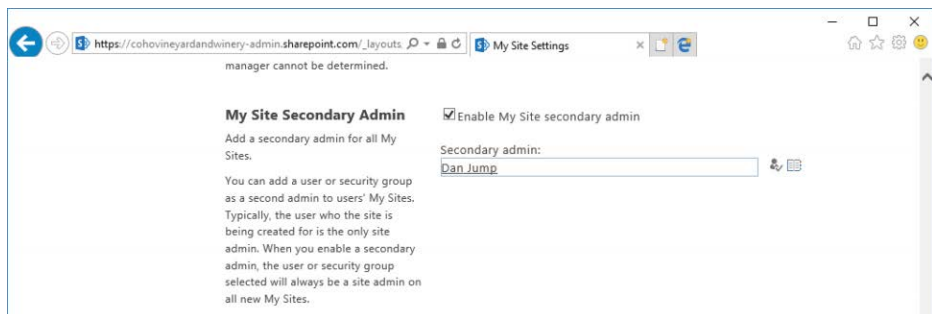 https://cohovineyardandwinery-admin.sharepoint.com/_layouts
My Site Settings
manager cannot be determined.
My Site Secondary Admin
Add a secondary admin for all My
Sites.
You can add a user or security group
as a second admin to users' My Sites.
Typically, the user who the site is
being created for is the only site
admin. When you enable a secondary
admin, the user or security group
selected will always be a site admin on
all new My Sites.
Enable My Site secondary admin
Secondary admin:
Dan Jump